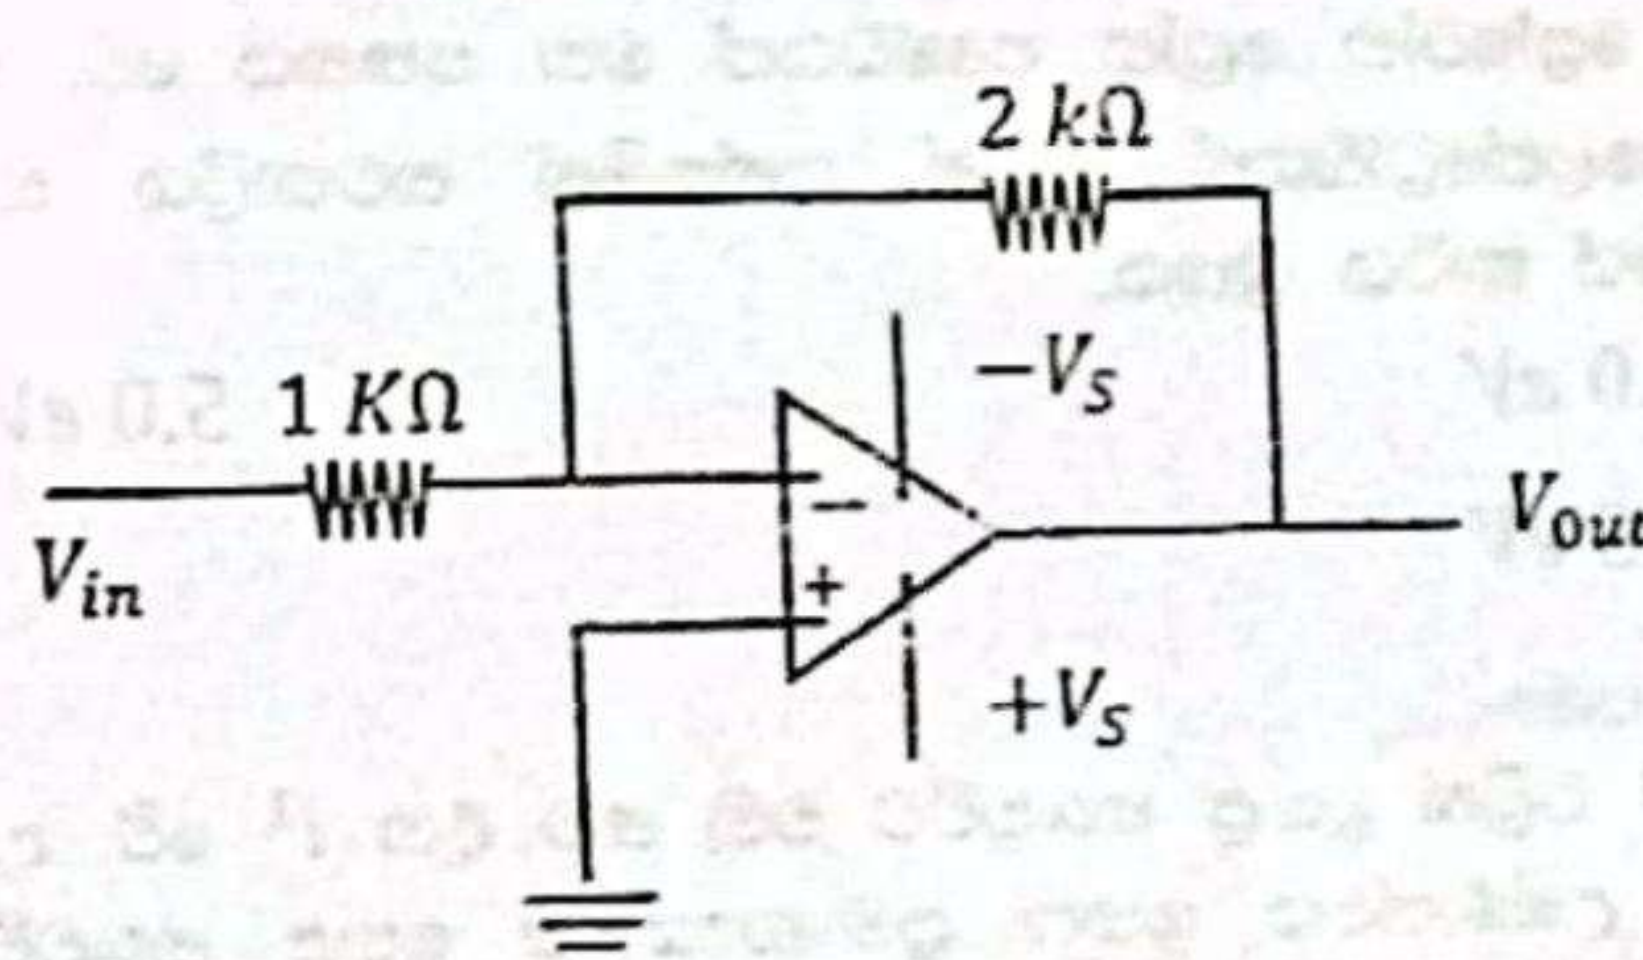 2 kΩ
−V_S
1 KΩ
−
V_in
+
+V_S
V_Out